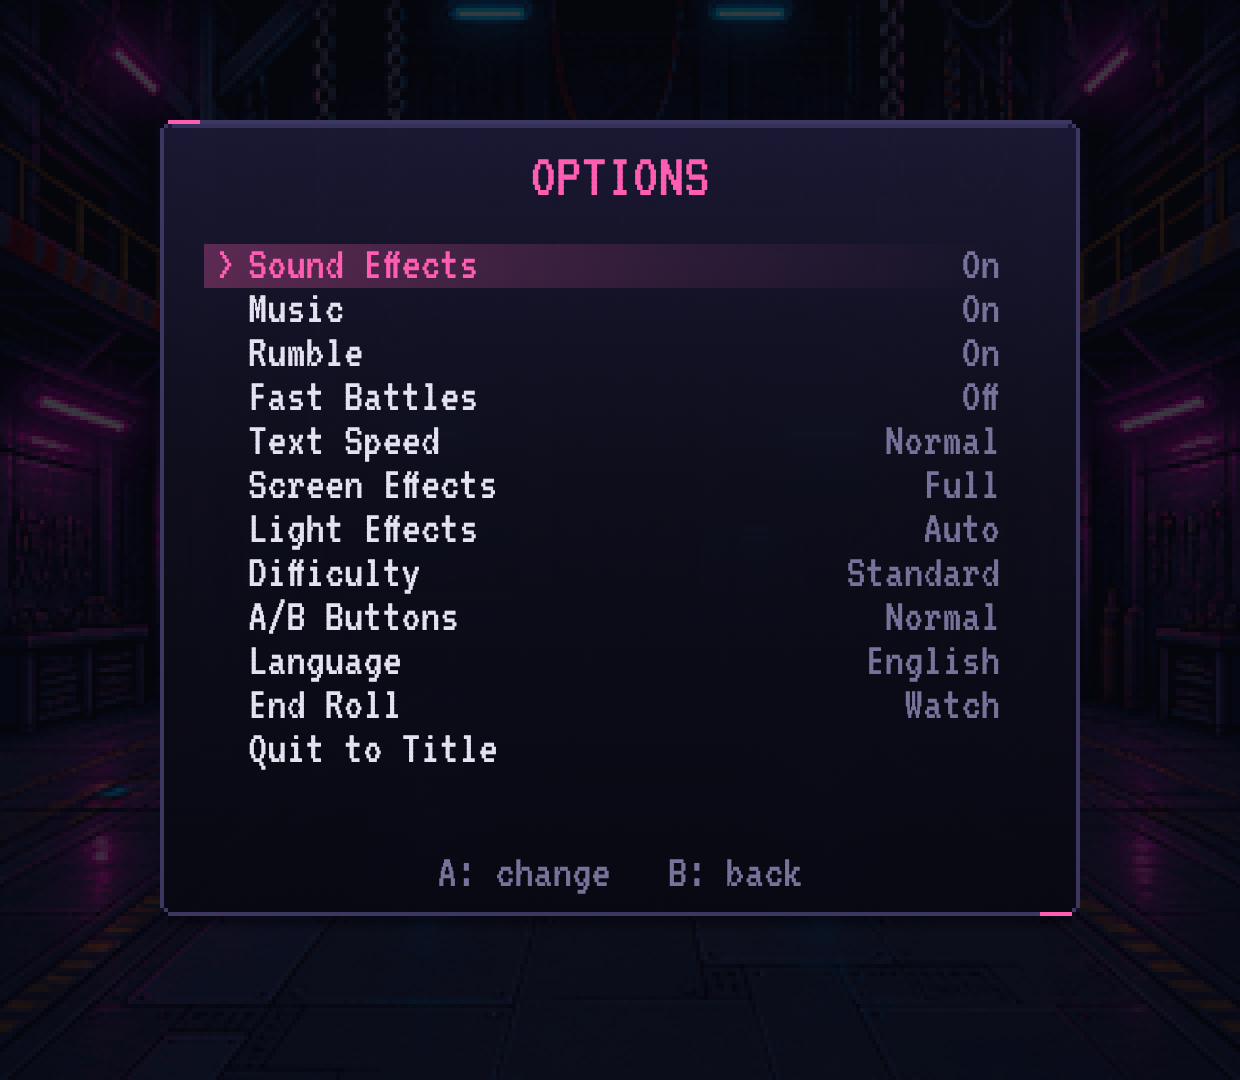 OPTIONS
> Sound Effects On
Music On
Rumble On
Fast Battles Off
Text Speed Normal
Screen Effects Full
Light Effects Auto
Difficulty Standard
A/B Buttons Normal
Language English
End Roll Watch
Quit to Title
A: change B: back